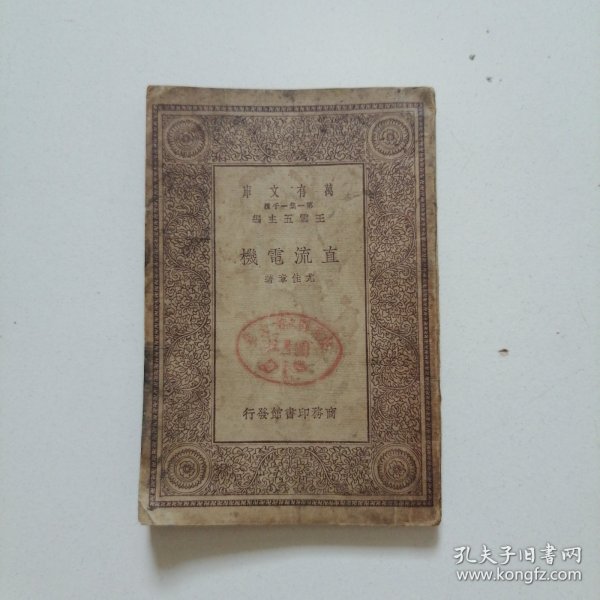 萬有文庫
第一集一千種
王雲五主編
直流電機
尤佳章著
商務印書館發行
孔夫子旧书网
www.kongfz.com